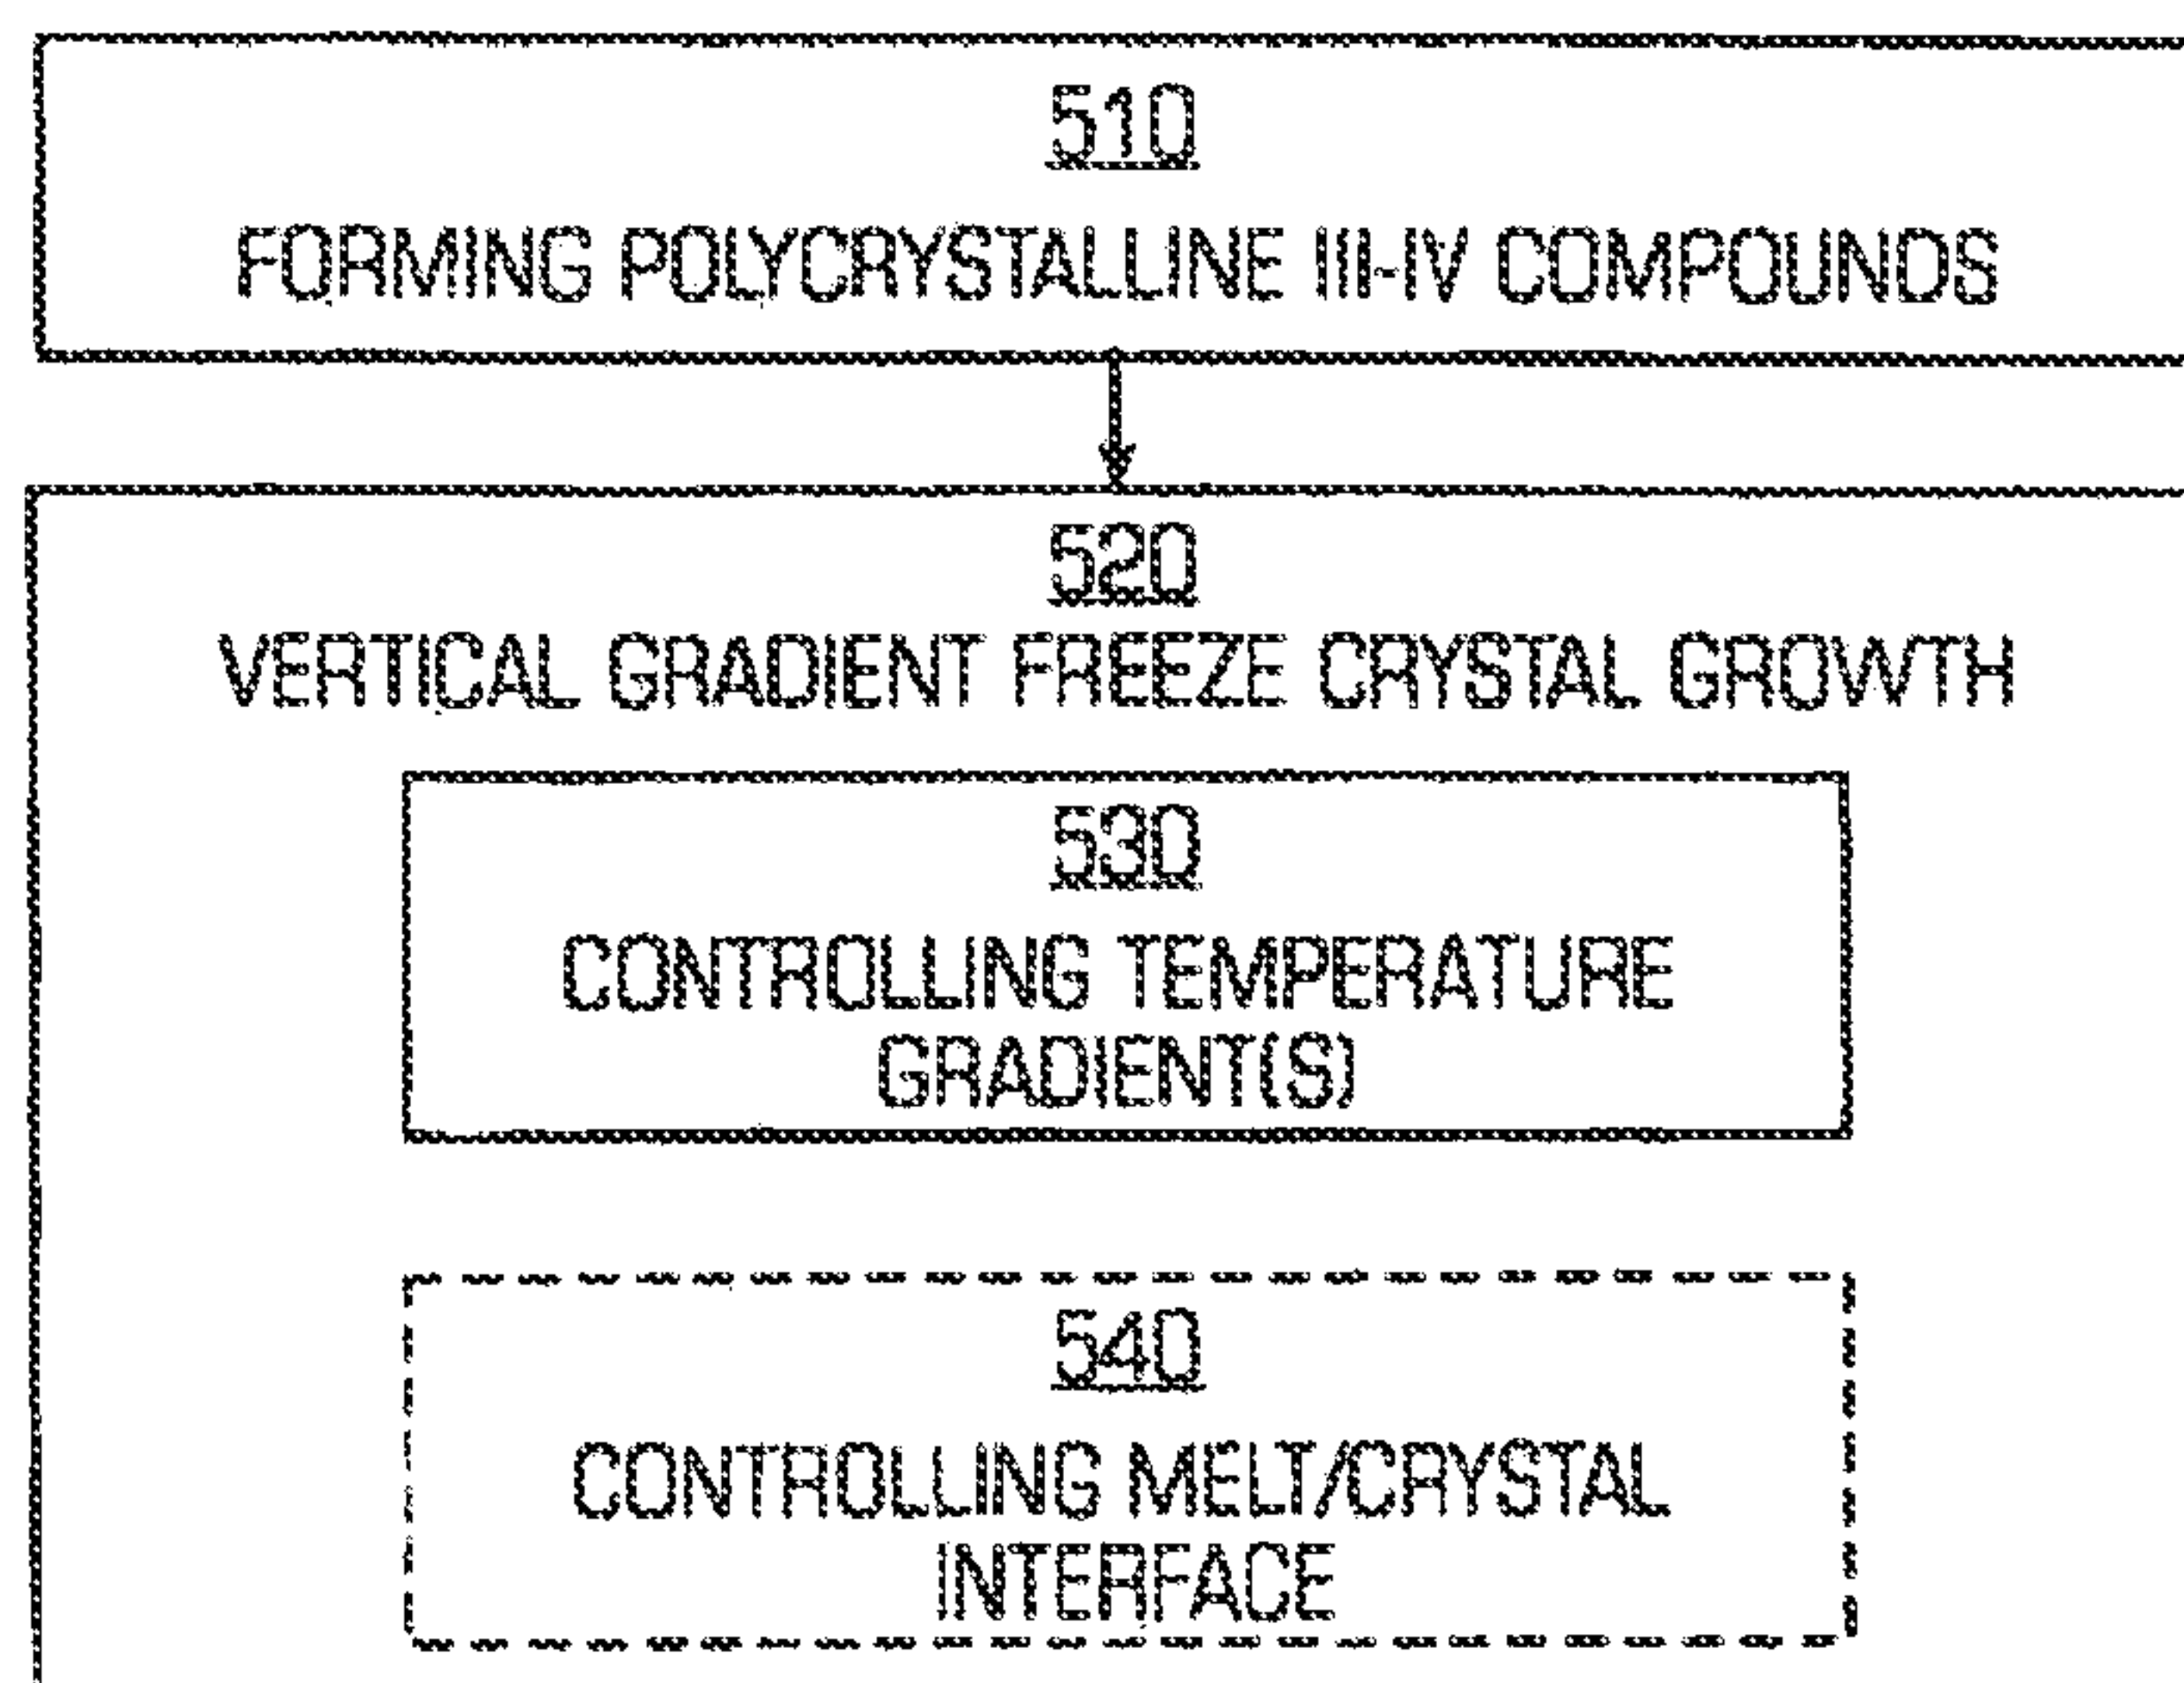 510
FORMING POLYCRYSTALLINE III-IV COMPOUNDS
520
VERTICAL GRADIENT FREEZE CRYSTAL GROWTH
530
CONTROLLING TEMPERATURE
GRADIENT(S)
540
CONTROLLING MELT/CRYSTAL
INTERFACE